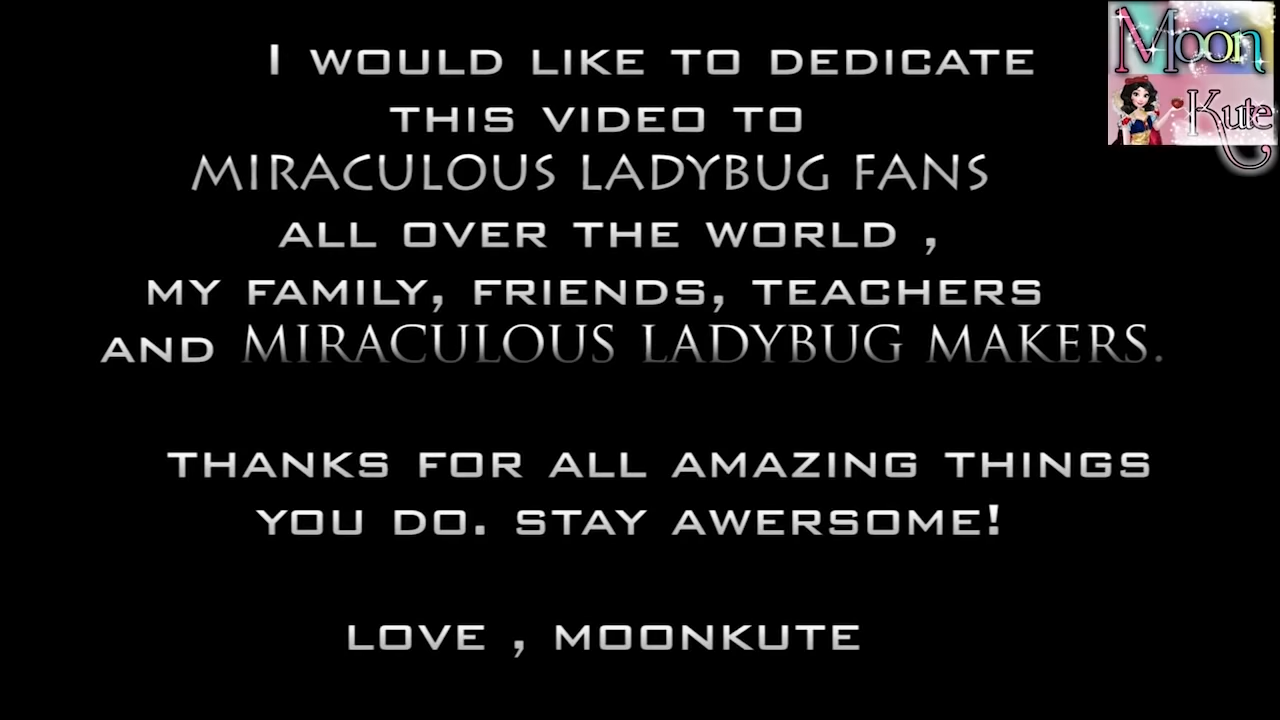 I WOULD LIKE TO DEDICATE
THIS VIDEO TO
MIRACULOUS LADYBUG FANS
ALL OVER THE WORLD ,
MY FAMILY, FRIENDS, TEACHERS
AND MIRACULOUS LADYBUG MAKERS.
THANKS FOR ALL AMAZING THINGS
YOU DO. STAY AWERSOME!
LOVE , MOONKUTE
Moon
Kute